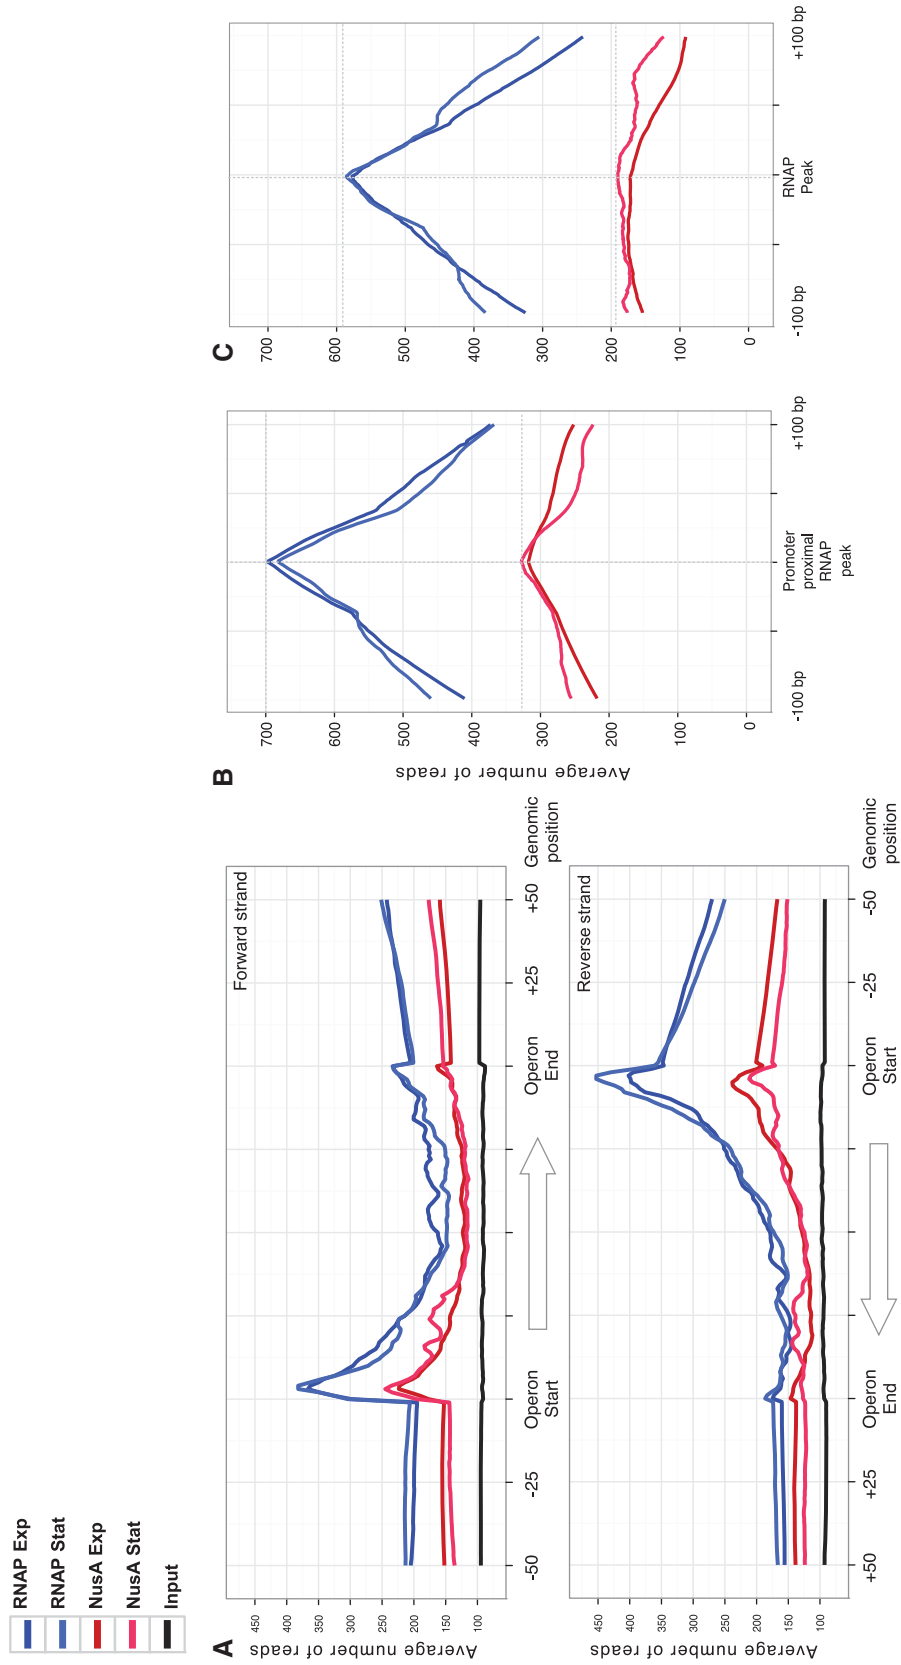 RNAP Exp
RNAP Stat
NusA Exp
NusA Stat
Input
A
Average number of reads
450
400
350
300
250
200
150
100
Forward strand
-50
-25
Operon
Start
Operon
End
+25
+50
Genomic
position
Average number of reads
450
400
350
300
250
200
150
100
Reverse strand
+50
+25
Operon
End
Operon
Start
-25
-50
Genomic
position
B
Average number of reads
700
600
500
400
300
200
100
0
-100 bp
Promoter
proximal
RNAP
peak
+100 bp
C
700
600
500
400
300
200
100
0
-100 bp
RNAP
Peak
+100 bp